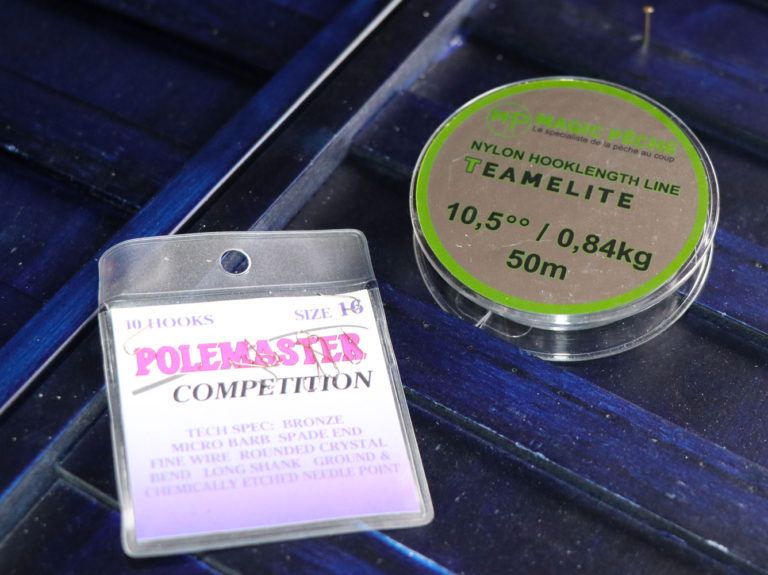 MP MAGIC PÊCHE
Le spécialiste de la pêche au coup
NYLON HOOKLENGTH LINE
TEAMELITE
10,5°° / 0,84kg
50m
10 HOOKS SIZE 16
POLEMASTER
COMPETITION
TECH SPEC: BRONZE
MICRO BARB SPADE END
FINE WIRE ROUNDED CRYSTAL
BEND LONG SHANK GROUND &
CHEMICALLY ETCHED NEEDLE POINT